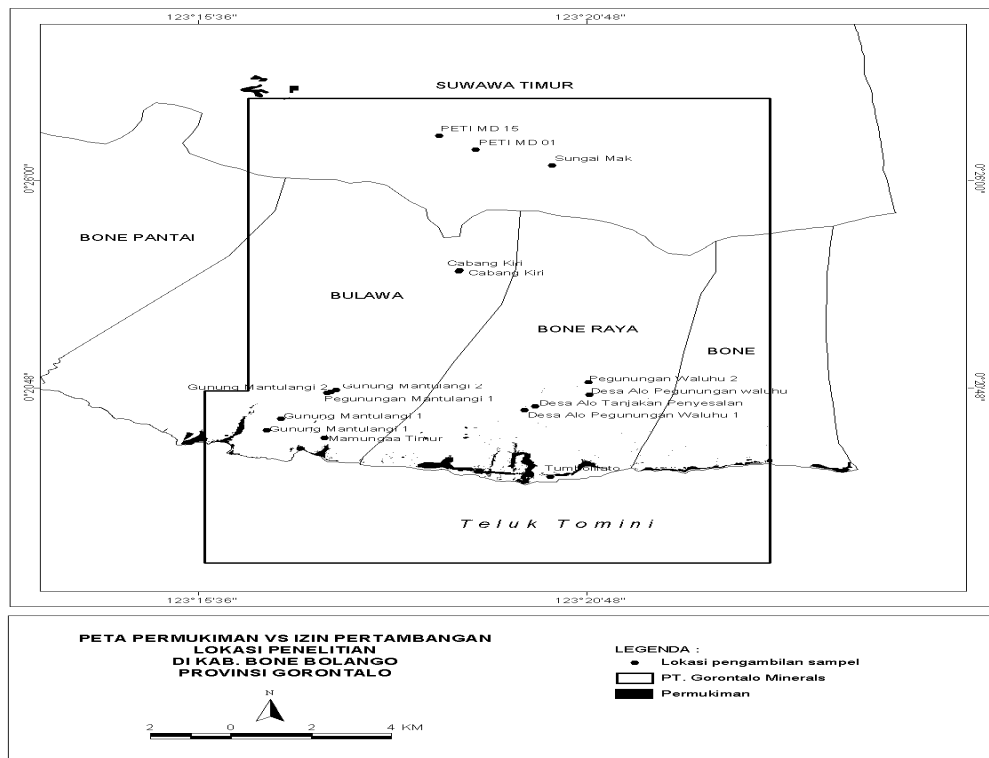 123°15'36"
123°20'48"
SUWAWA TIMUR
PETI MD 15
PETI MD 01
Sungai Mak
0°26'00"
0°26'00"
BONE PANTAI
Cabang Kiri
Cabang Kiri
BULAWA
BONE RAYA
BONE
0°20'48"
0°20'48"
Pegunungan Waluhu 2
Gunung Mantulangi 2
Gunung Mantulangi 2
Desa Alo Pegunungan waluhu
Pegunungan Mantulangi 1
Desa Alo Tanjakan Penyesalan
Gunung Mantulangi 1
Desa Alo Pegunungan Waluhu 1
Gunung Mantulangi 1
Mamungaa Timur
Tumbolilato
Teluk Tomini
123°15'36"
123°20'48"
PETA PERMUKIMAN VS IZIN PERTAMBANGAN
LOKASI PENELITIAN
DI KAB. BONE BOLANGO
PROVINSI GORONTALO
N
2 0 2 4 KM
LEGENDA :
Lokasi pengambilan sampel
PT. Gorontalo Minerals
Permukiman